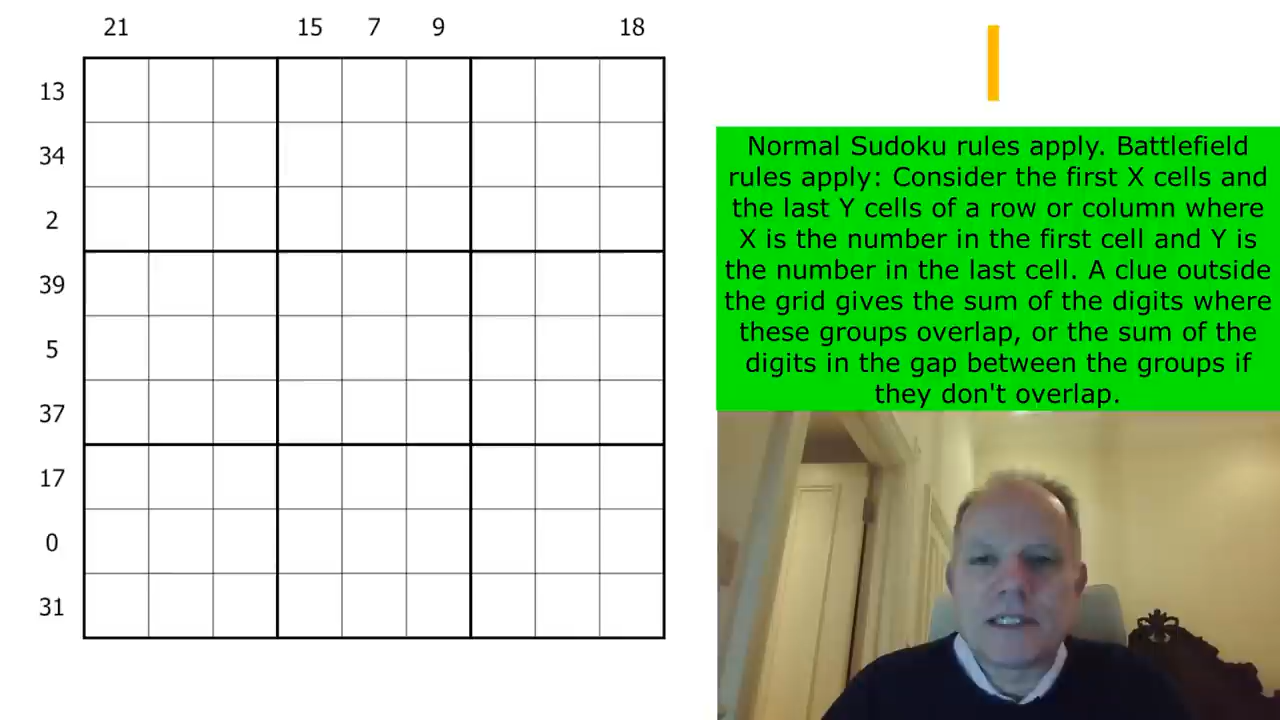 21 15 7 9 18
13
34
2
39
5
37
17
0
31
Normal Sudoku rules apply. Battlefield
rules apply: Consider the first X cells and
the last Y cells of a row or column where
X is the number in the first cell and Y is
the number in the last cell. A clue outside
the grid gives the sum of the digits where
these groups overlap, or the sum of the
digits in the gap between the groups if
they don't overlap.